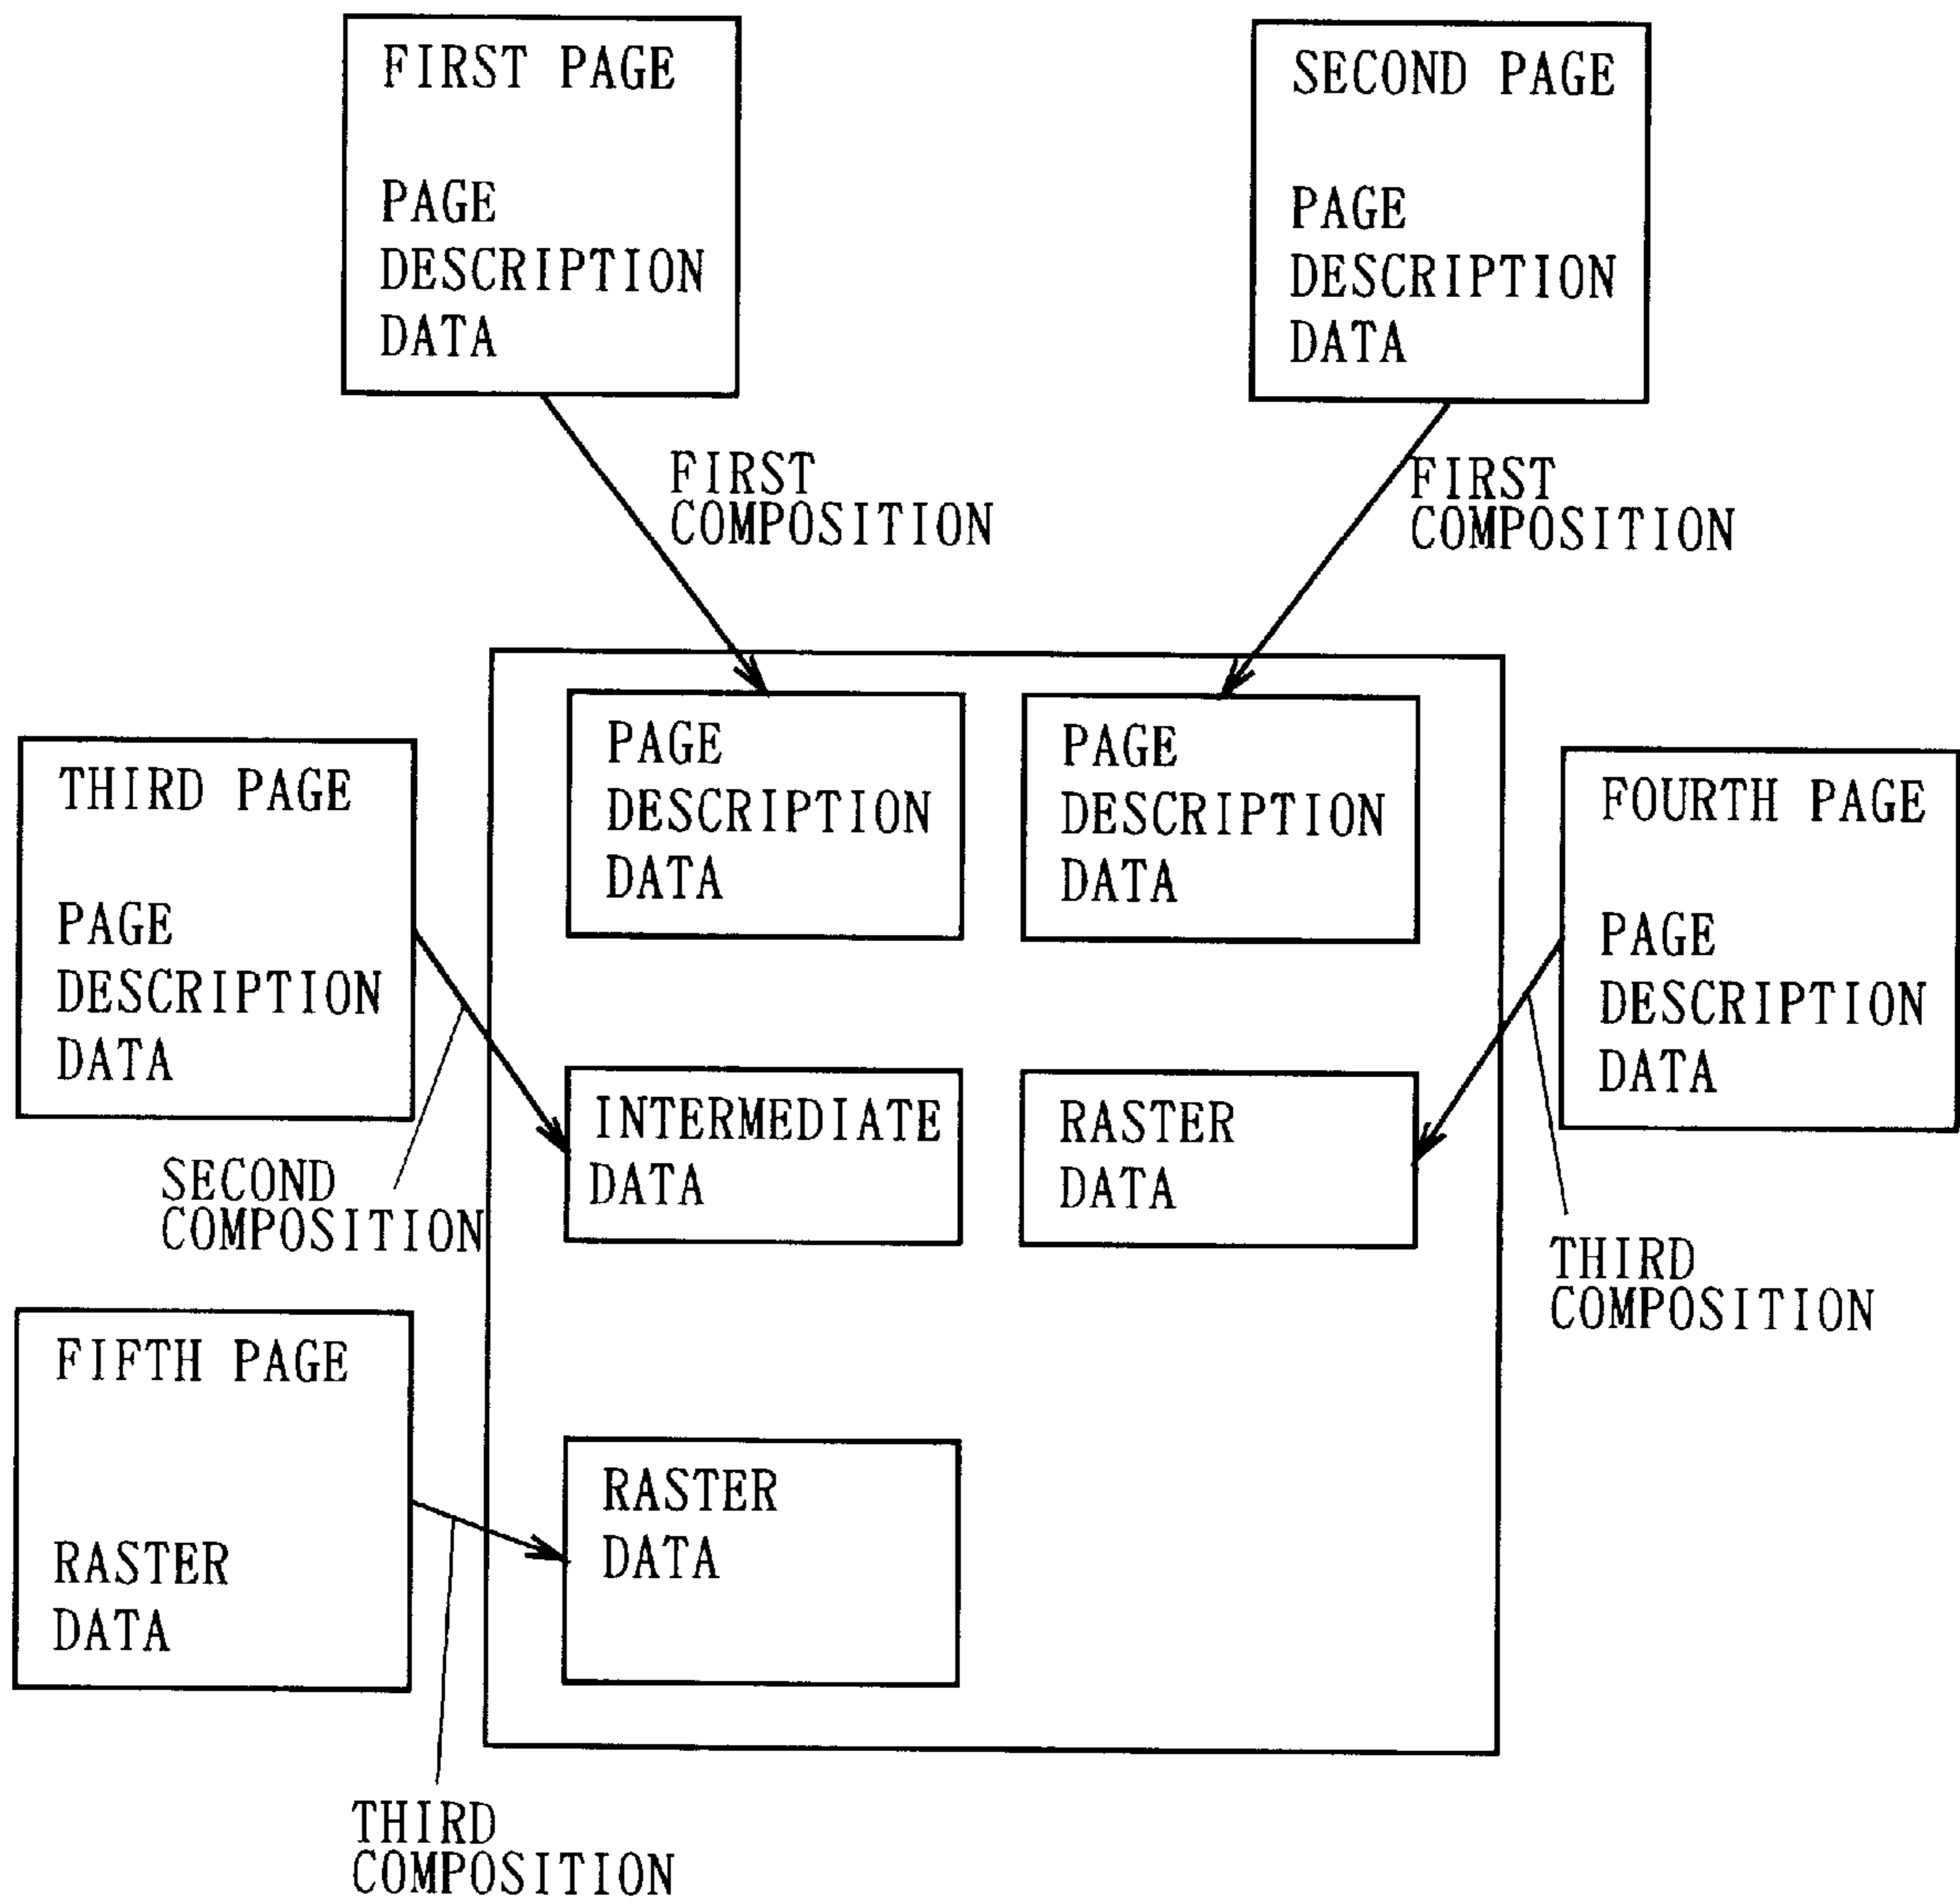 FIRST PAGE
PAGE
DESCRIPTION
DATA
SECOND PAGE
PAGE
DESCRIPTION
DATA
FIRST
COMPOSITION
FIRST
COMPOSITION
PAGE
DESCRIPTION
DATA
PAGE
DESCRIPTION
DATA
THIRD PAGE
PAGE
DESCRIPTION
DATA
FOURTH PAGE
PAGE
DESCRIPTION
DATA
INTERMEDIATE
DATA
RASTER
DATA
SECOND
COMPOSITION
THIRD
COMPOSITION
FIFTH PAGE
RASTER
DATA
RASTER
DATA
THIRD
COMPOSITION